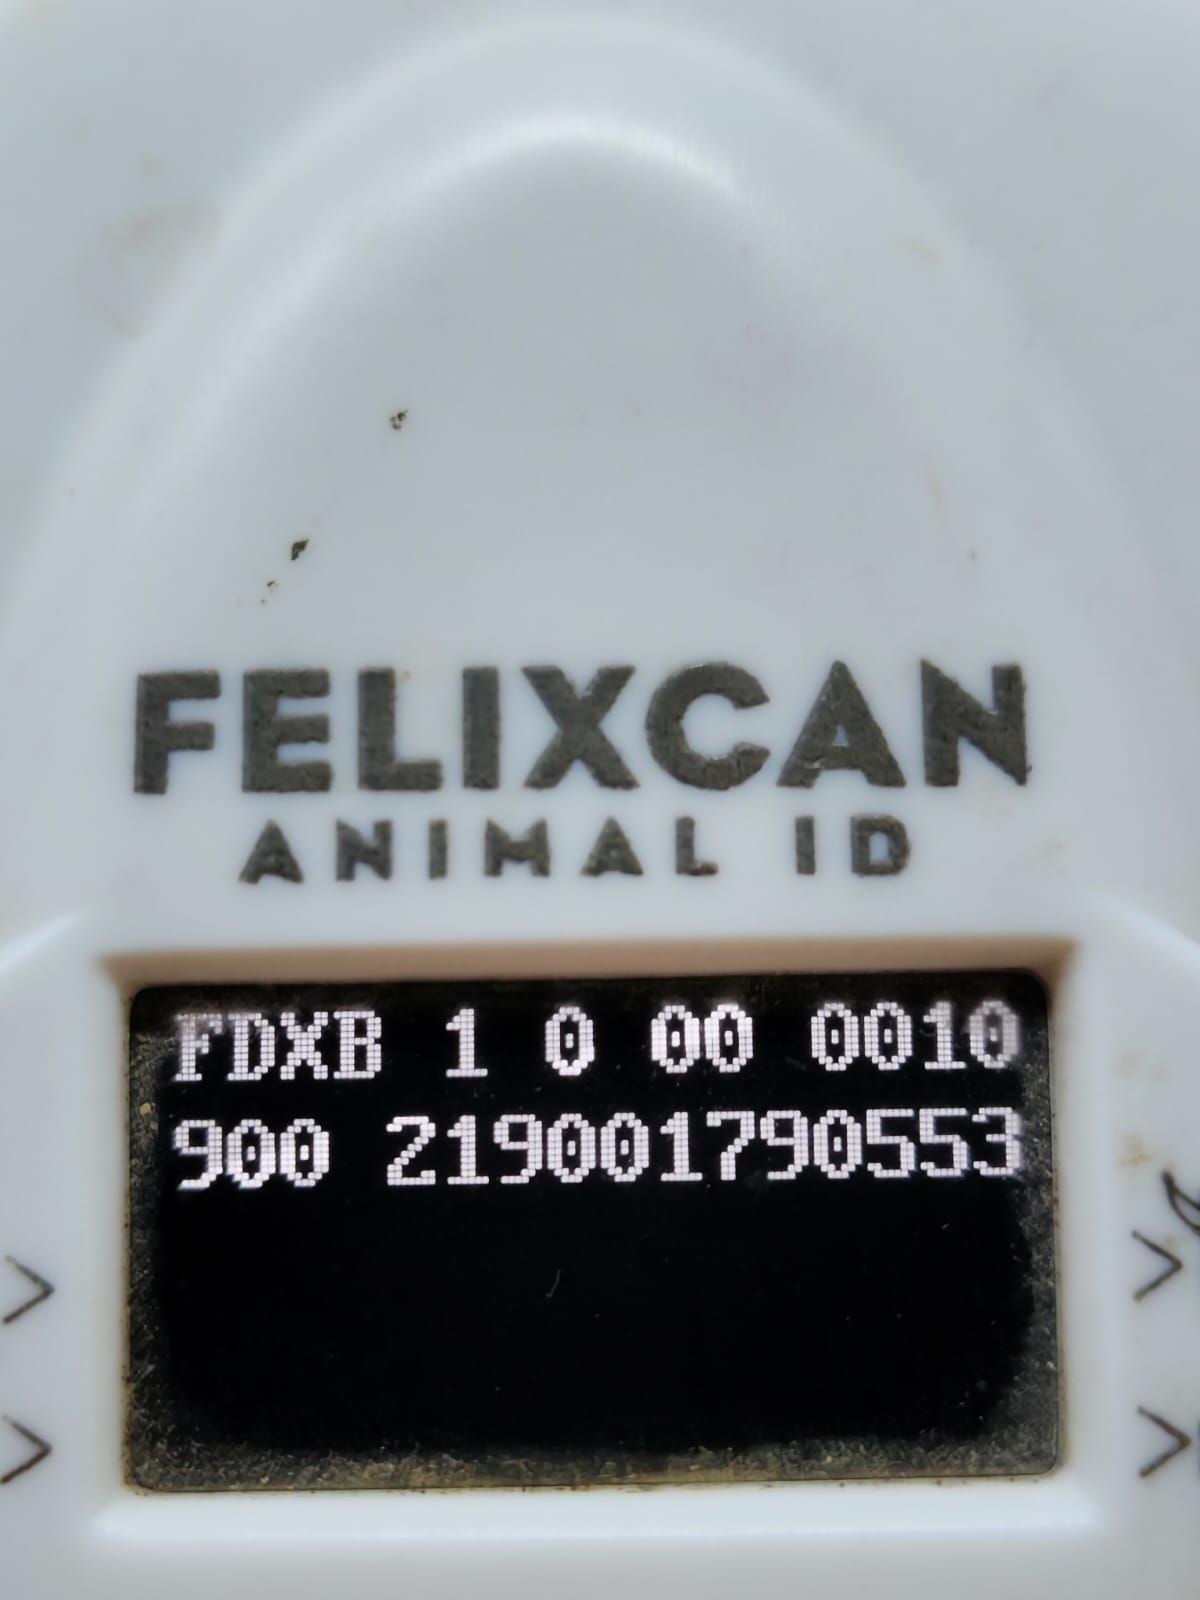 FELIXCAN
ANIMAL ID
FDXB 1 0 00 0010
900 219001790553